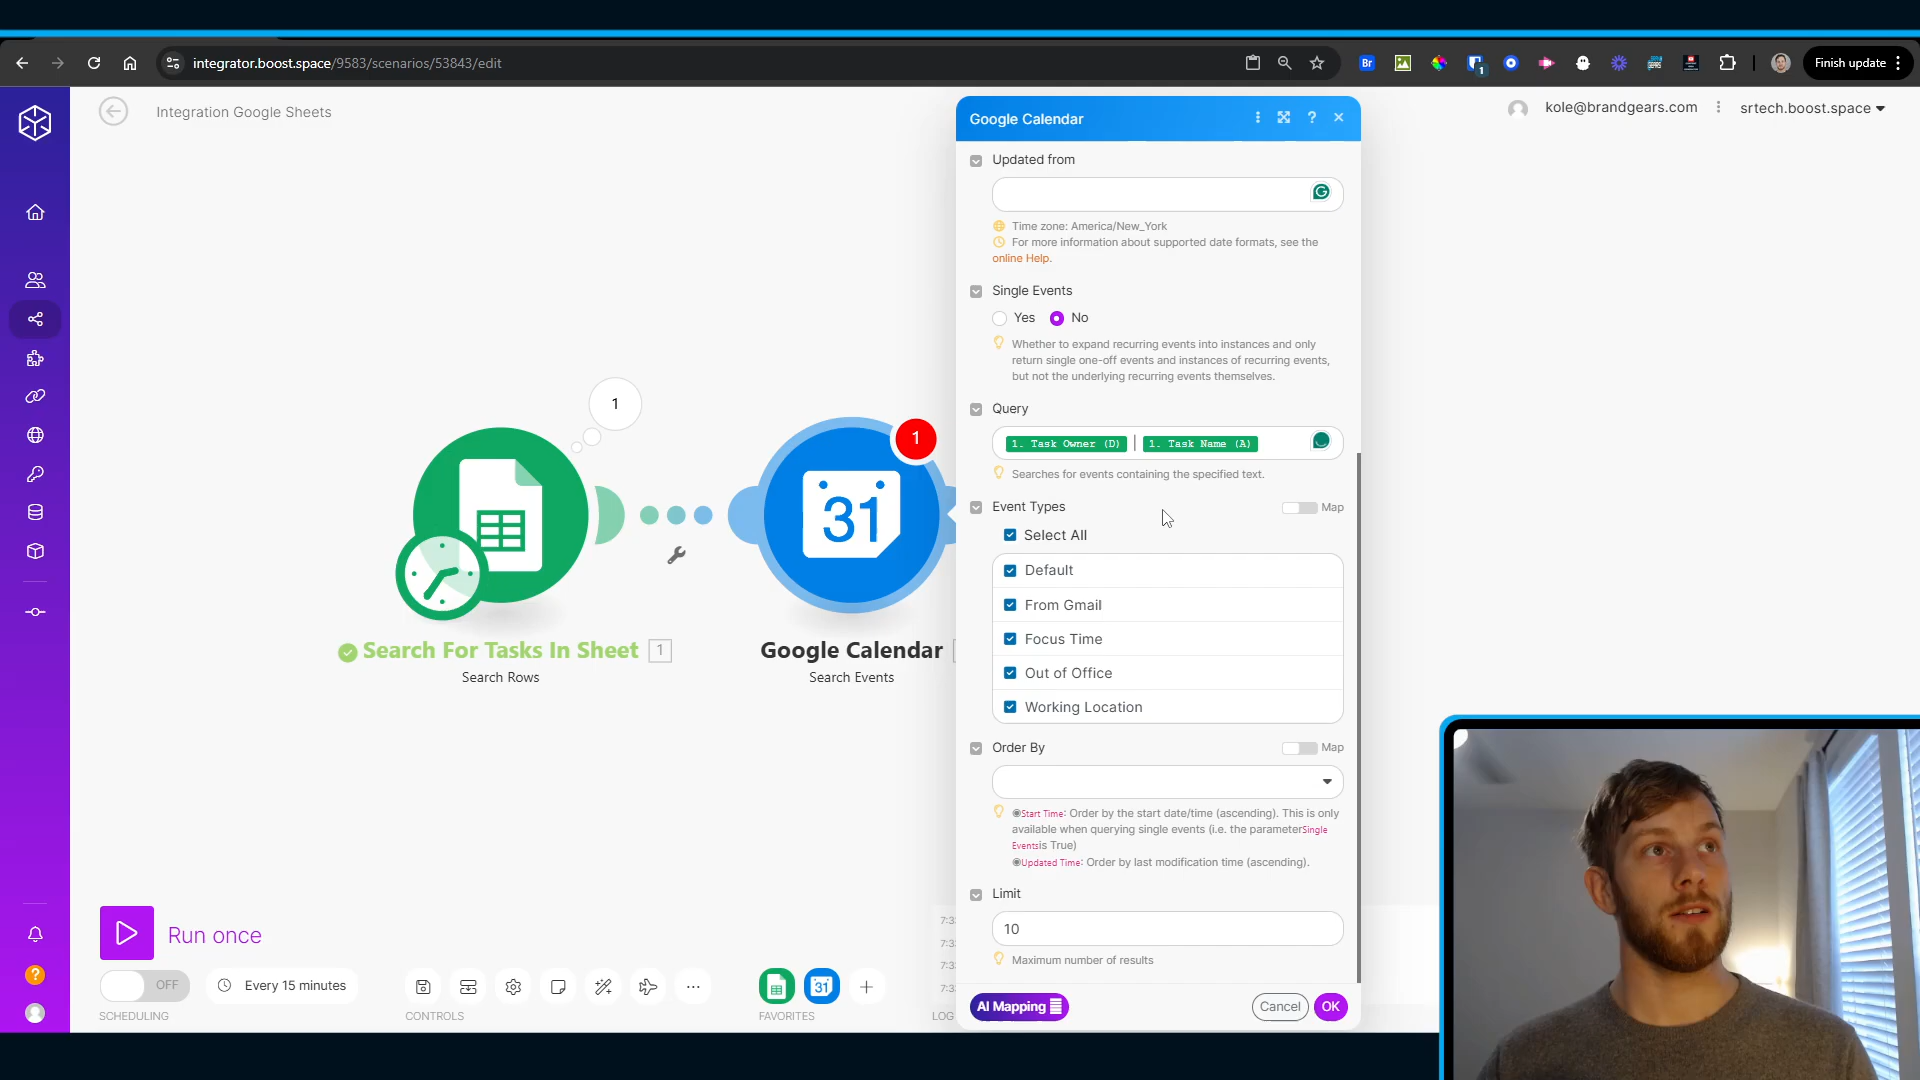 integrator.boost.space/9583/scenarios/53843/edit
Br
1
Finish update
Integration Google Sheets
kole@brandgears.com
srtech.boost.space
Google Calendar
?
Updated from
Time zone: America/New_York
For more information about supported date formats, see the
online Help.
Single Events
Yes
No
Whether to expand recurring events into instances and only
return single one-off events and instances of recurring events,
but not the underlying recurring events themselves.
Query
1. Task Owner (D) | 1. Task Name (A)
Searches for events containing the specified text.
Event Types
Map
Select All
Default
From Gmail
Focus Time
Out of Office
Working Location
Order By
Map
Start Time: Order by the start date/time (ascending). This is only
available when querying single events (i.e. the parameterSingle
Eventsis True)
Updated Time: Order by last modification time (ascending).
Limit
10
Maximum number of results
AI Mapping
Cancel
OK
1
1
31
Search For Tasks In Sheet
1
Search Rows
Google Calendar
Search Events
Run once
OFF
Every 15 minutes
31
SCHEDULING
CONTROLS
FAVORITES
LOG
?